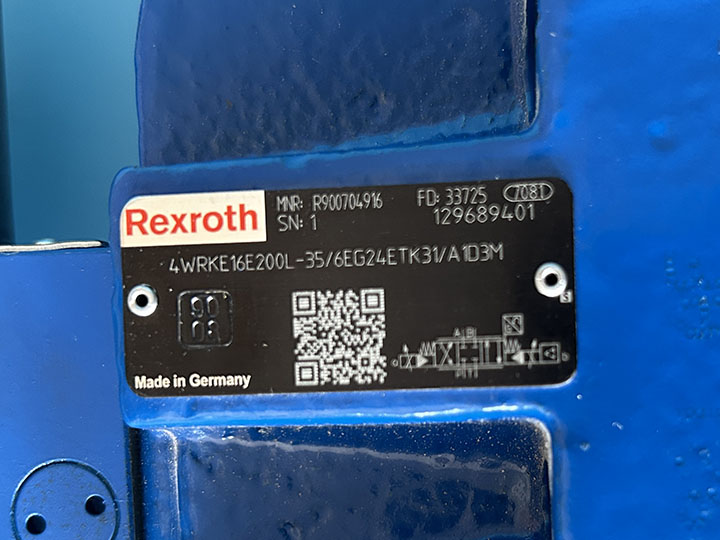 Rexroth
MNR: R900704916 FD: 33725 7081
SN: 1 129689401
4WRKE16E200L-35/6EG24ETK31/A1D3M
Made in Germany